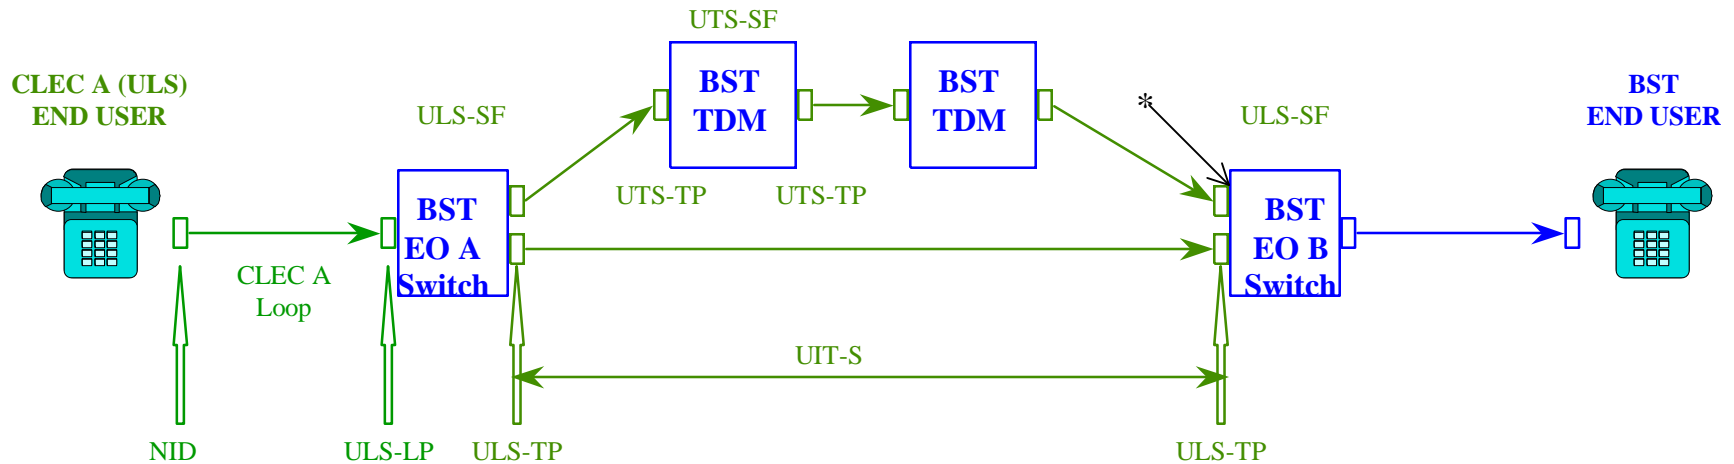 UTS-SF
CLEC A (ULS)
END USER
ULS-SF
BST
TDM
BST
TDM
*
ULS-SF
BST
END USER
UTS-TP
UTS-TP
BST
EO A
Switch
BST
EO B
Switch
CLEC A
Loop
UIT-S
NID
ULS-LP
ULS-TP
ULS-TP